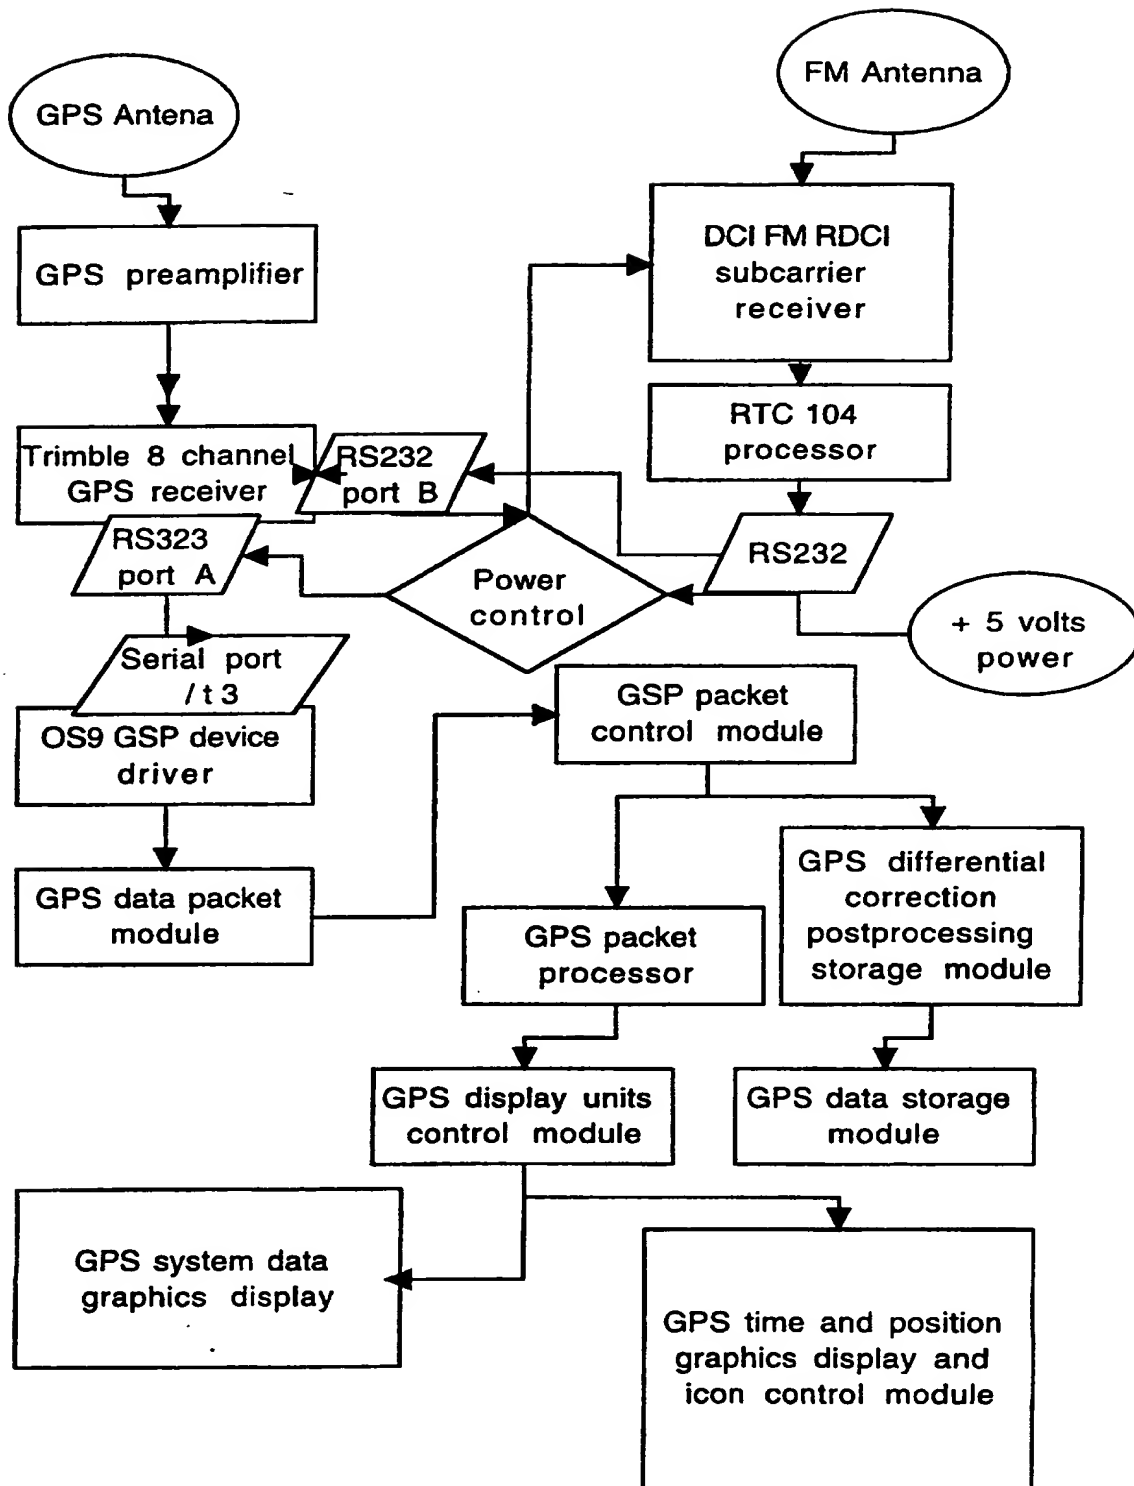 FM Antenna
GPS Antena
DCI FM RDCI
subcarrier
receiver
GPS preamplifier
RTC 104
processor
Trimble 8 channel
GPS receiver
RS232
port B
RS323
port A
RS232
Power
control
+ 5 volts
power
Serial port
/ t 3
GSP packet
control module
OS9 GSP device
driver
GPS differential
correction
postprocessing
storage module
GPS data packet
module
GPS packet
processor
GPS display units
control module
GPS data storage
module
GPS system data
graphics display
GPS time and position
graphics display and
icon control module